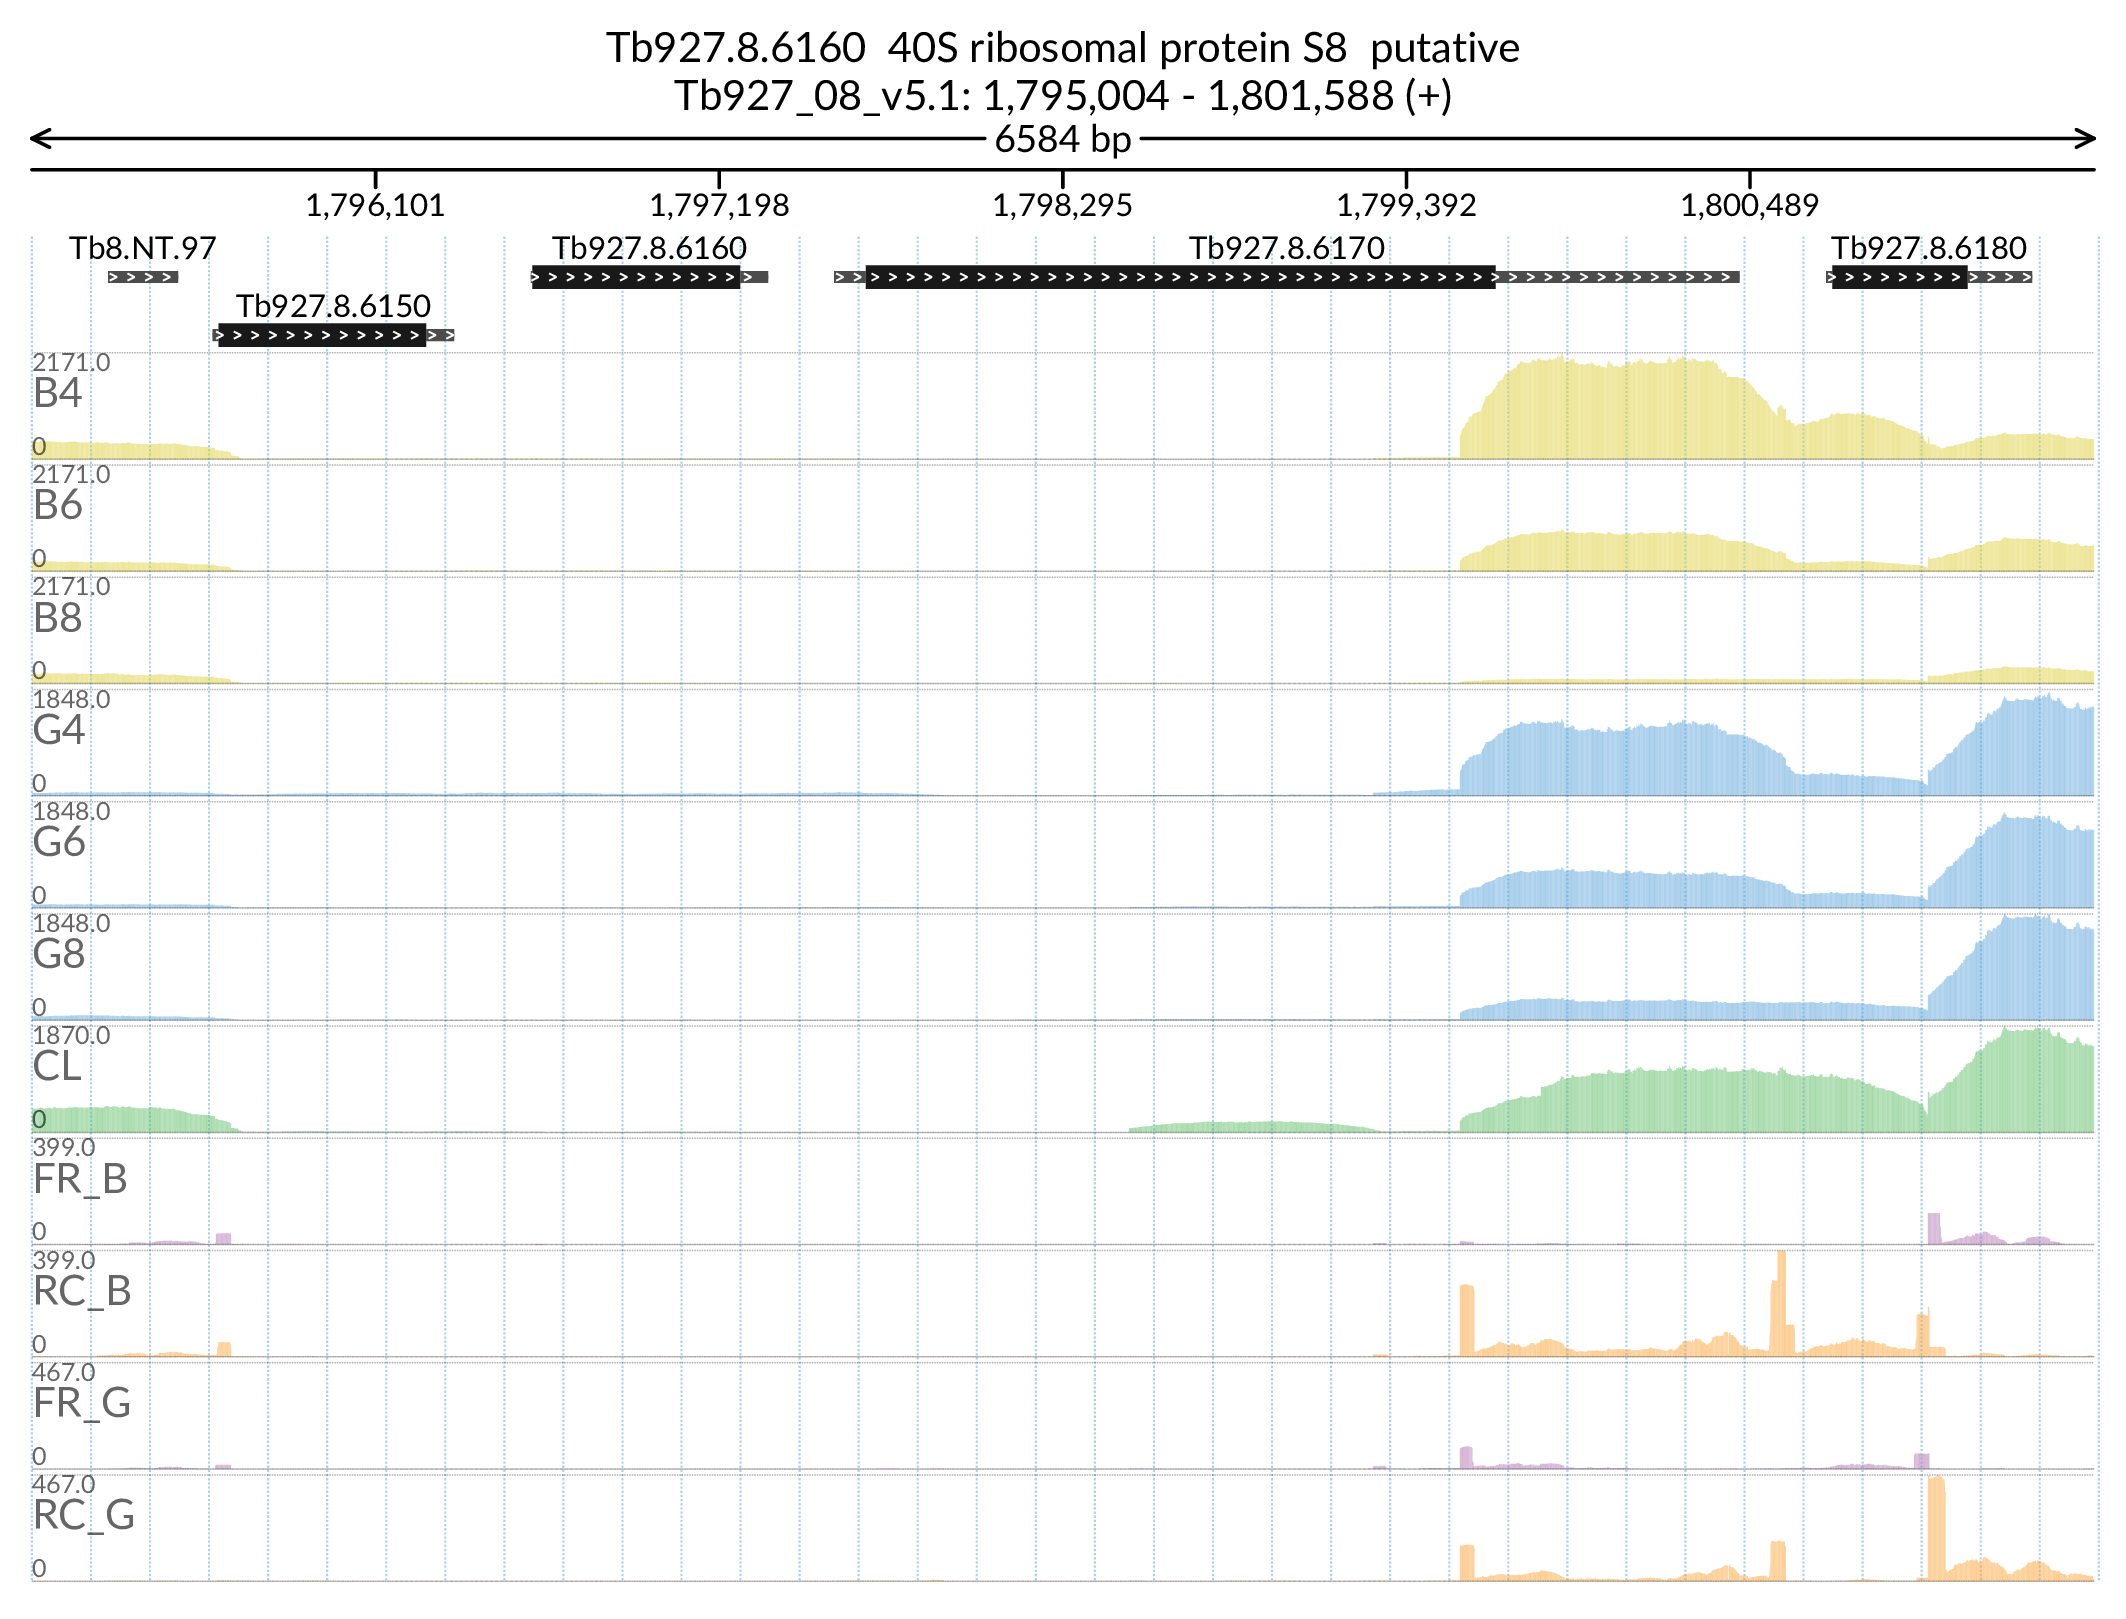 Tb927.8.6160  40S ribosomal protein S8  putative
Tb927_08_v5.1: 1,795,004 - 1,801,588 (+)
6584 bp
1,796,101 1,797,198 1,798,295 1,799,392 1,800,489
Tb8.NT.97 Tb927.8.6160 Tb927.8.6170 Tb927.8.6180
Tb927.8.6150
2171.0
B4
0
2171.0
B6
0
2171.0
B8
0
1848.0
G4
0
1848.0
G6
0
1848.0
G8
0
1870.0
CL
0
399.0
FR_B
0
399.0
RC_B
0
467.0
FR_G
0
467.0
RC_G
0